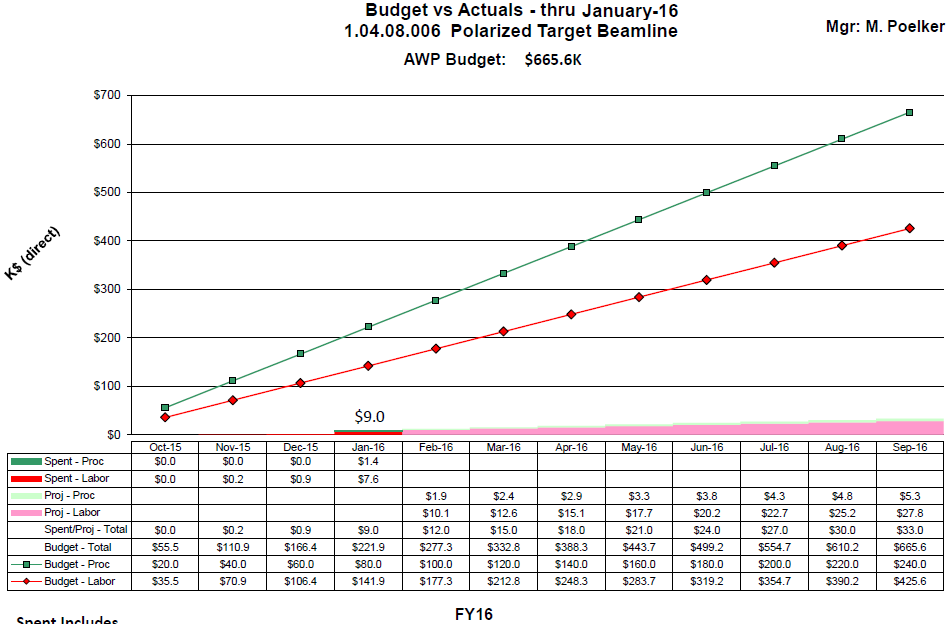 Budget vs Actuals - thru January-16
1.04.08.006 Polarized Target Beamline
Mgr: M. Poelker
AWP Budget: $665.6K
$700
$600
$500
$400
$300
$200
$100
$0
K$ (direct)
$9.0
Oct-15 Nov-15 Dec-15 Jan-16 Feb-16 Mar-16 Apr-16 May-16 Jun-16 Jul-16 Aug-16 Sep-16
Spent - Proc $0.0 $0.0 $0.0 $1.4
Spent - Labor $0.0 $0.2 $0.9 $7.6
Proj - Proc $1.9 $2.4 $2.9 $3.3 $3.8 $4.3 $4.8 $5.3
Proj - Labor $10.1 $12.6 $15.1 $17.7 $20.2 $22.7 $25.2 $27.8
Spent/Proj - Total $0.0 $0.2 $0.9 $9.0 $12.0 $15.0 $18.0 $21.0 $24.0 $27.0 $30.0 $33.0
Budget - Total $55.5 $110.9 $166.4 $221.9 $277.3 $332.8 $388.3 $443.7 $499.2 $554.7 $610.2 $665.6
Budget - Proc $20.0 $40.0 $60.0 $80.0 $100.0 $120.0 $140.0 $160.0 $180.0 $200.0 $220.0 $240.0
Budget - Labor $35.5 $70.9 $106.4 $141.9 $177.3 $212.8 $248.3 $283.7 $319.2 $354.7 $390.2 $425.6
FY16
Spent Includes